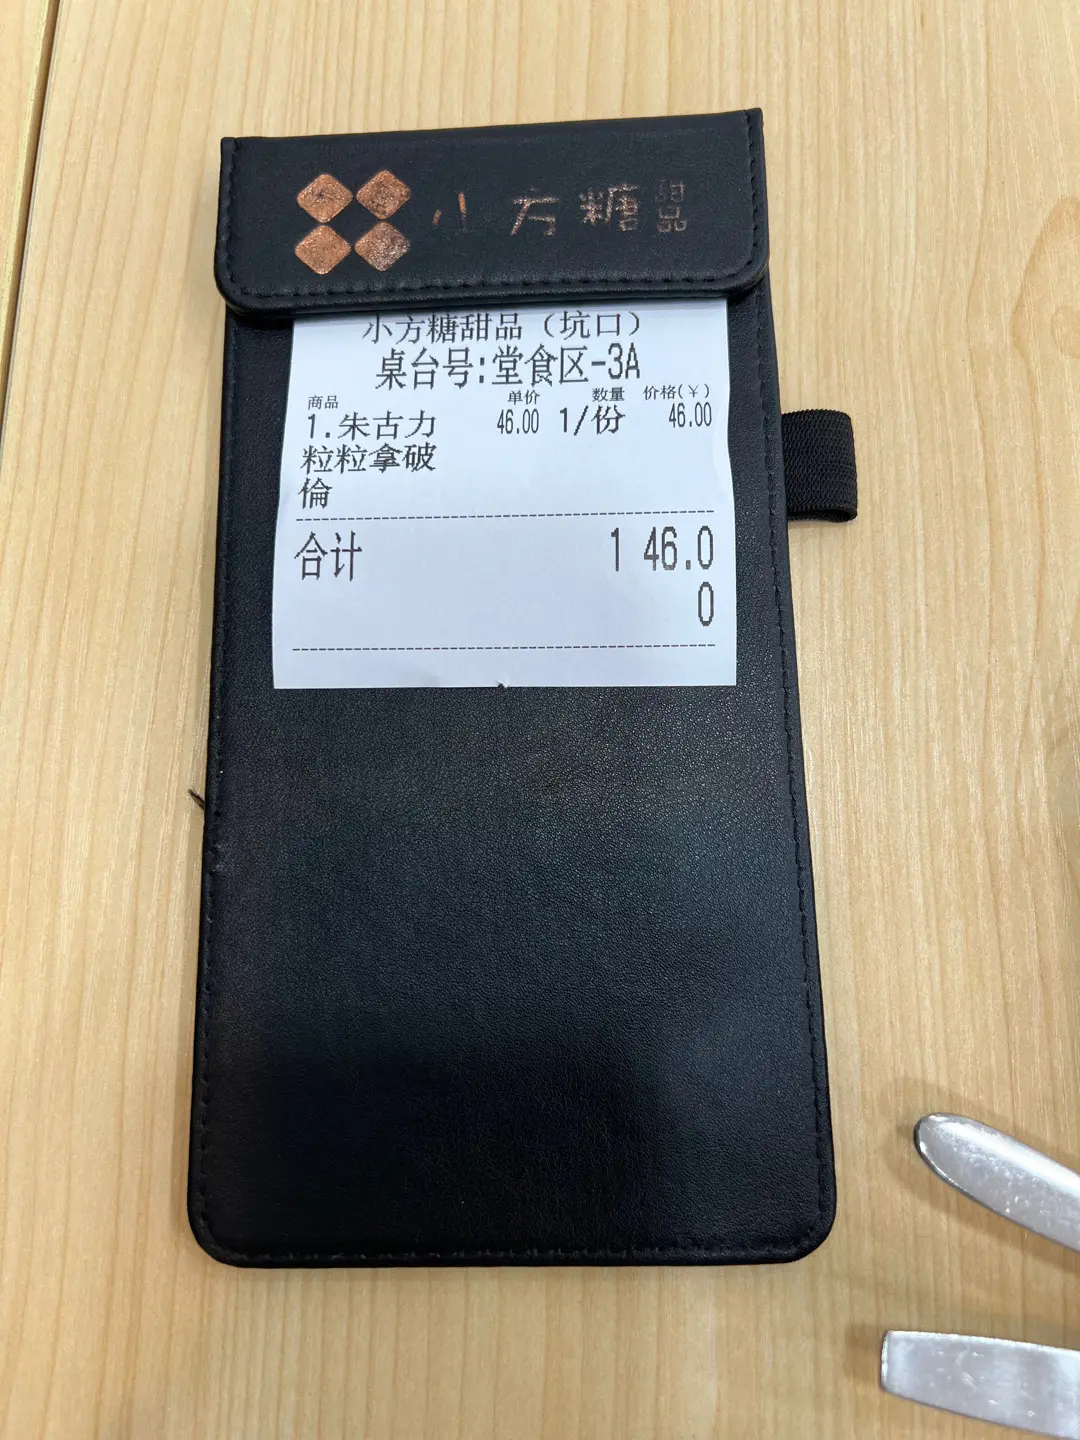 小方糖甜品
小方糖甜品（坑口）
桌台号:堂食区-3A
商品 单价 数量 价格(￥)
1.朱古力 46.00 1/份 46.00
粒粒拿破
倫
合计 1 46.0
0